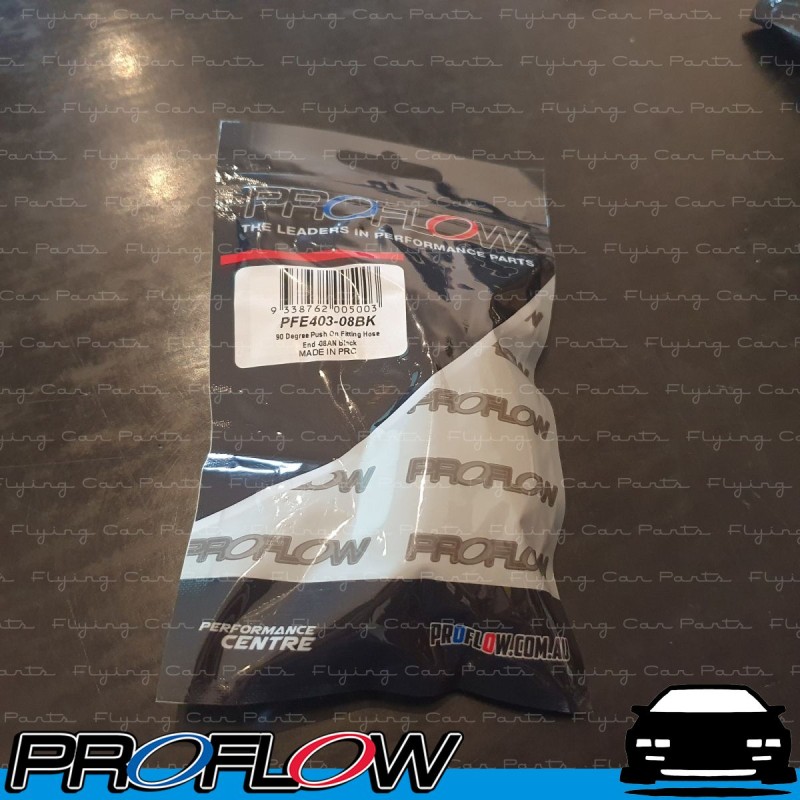 Flying Car Parts
PROFLOW
THE LEADERS IN PERFORMANCE PARTS
9 338762 005003
PFE403-08BK
90 Degree Push On Fitting Hose
End -08AN black
MADE IN PRC
PROFLOW
PROFLOW
PROFLOW
PROFLOW
PERFORMANCE
CENTRE
PROFLOW.COM.AU
PROFLOW